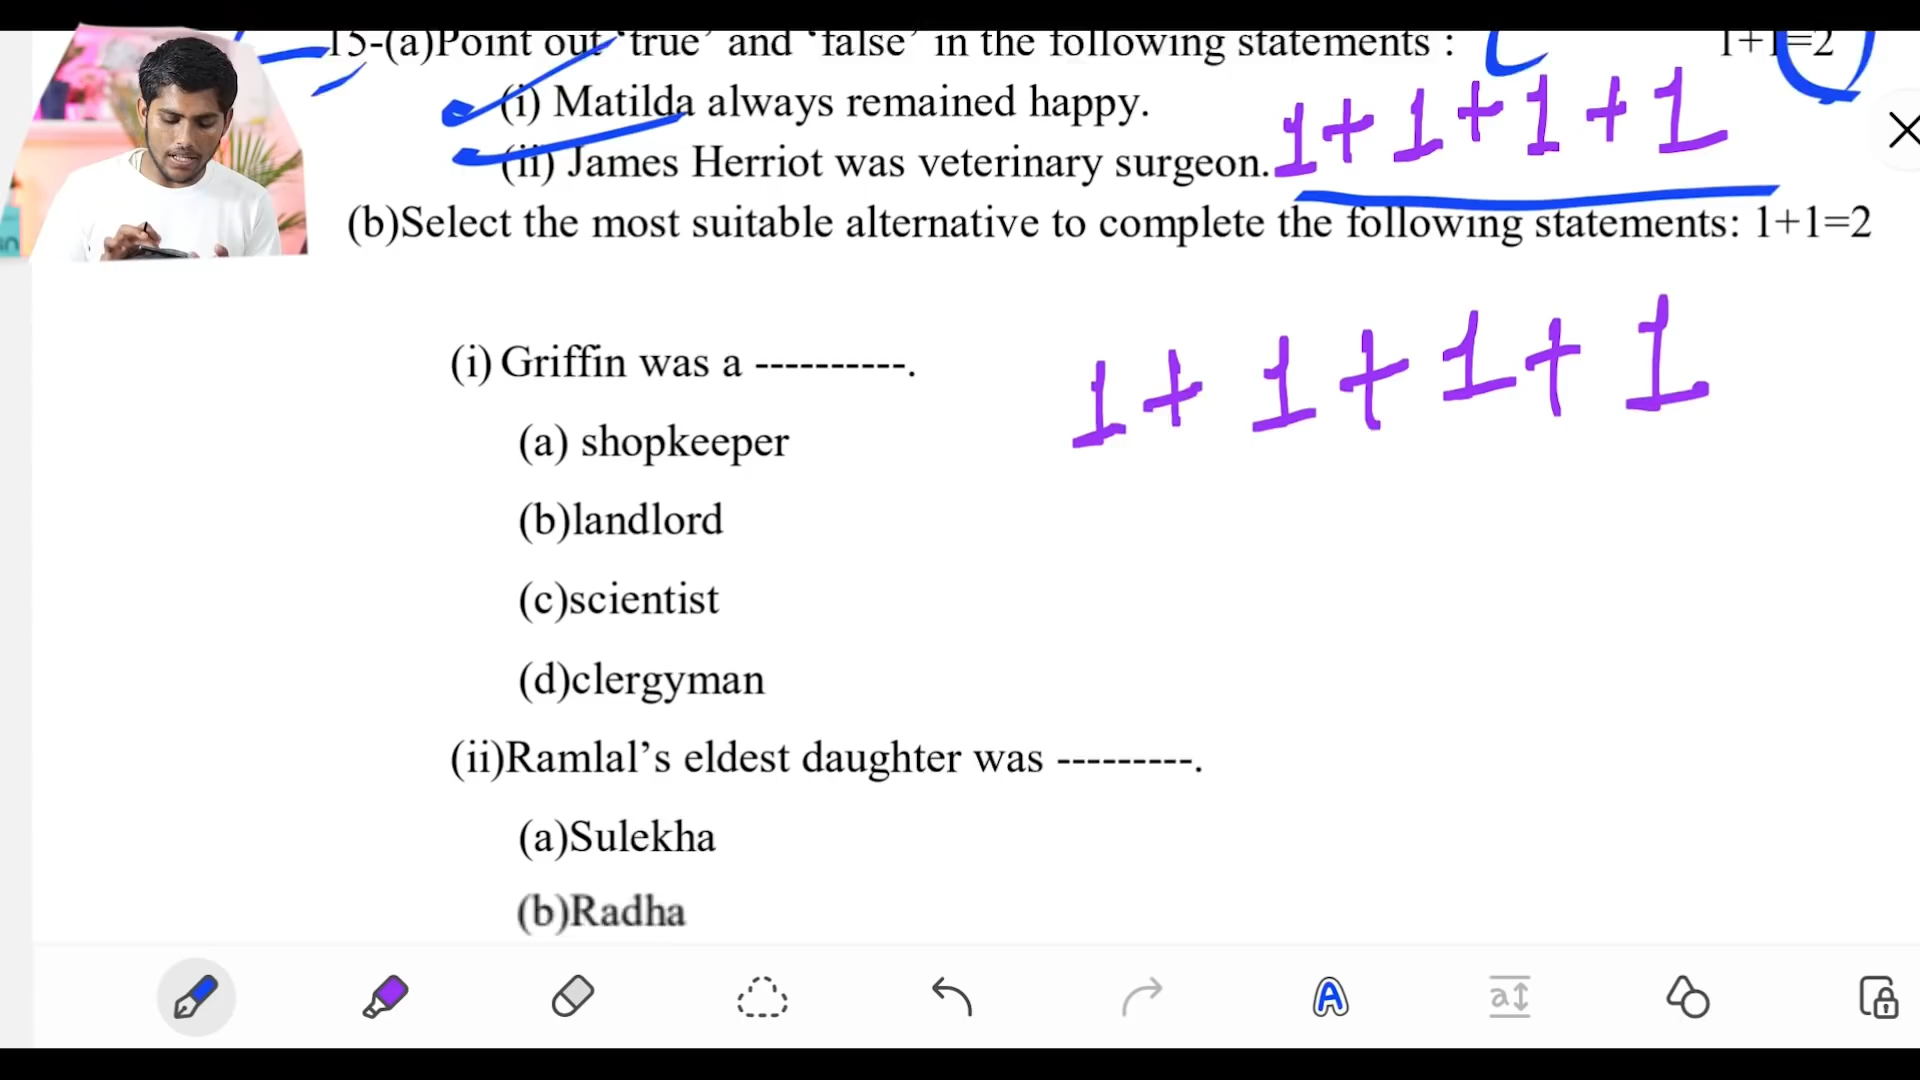 15-(a)Point out 'true' and 'false' in the following statements : 1+1=2
(i) Matilda always remained happy.
1+1+1+1
(ii) James Herriot was veterinary surgeon.
(b)Select the most suitable alternative to complete the following statements: 1+1=2
(i) Griffin was a ----------.
1+1+1+1
(a) shopkeeper
(b)landlord
(c)scientist
(d)clergyman
(ii)Ramlal’s eldest daughter was ---------.
(a)Sulekha
(b)Radha
A
a